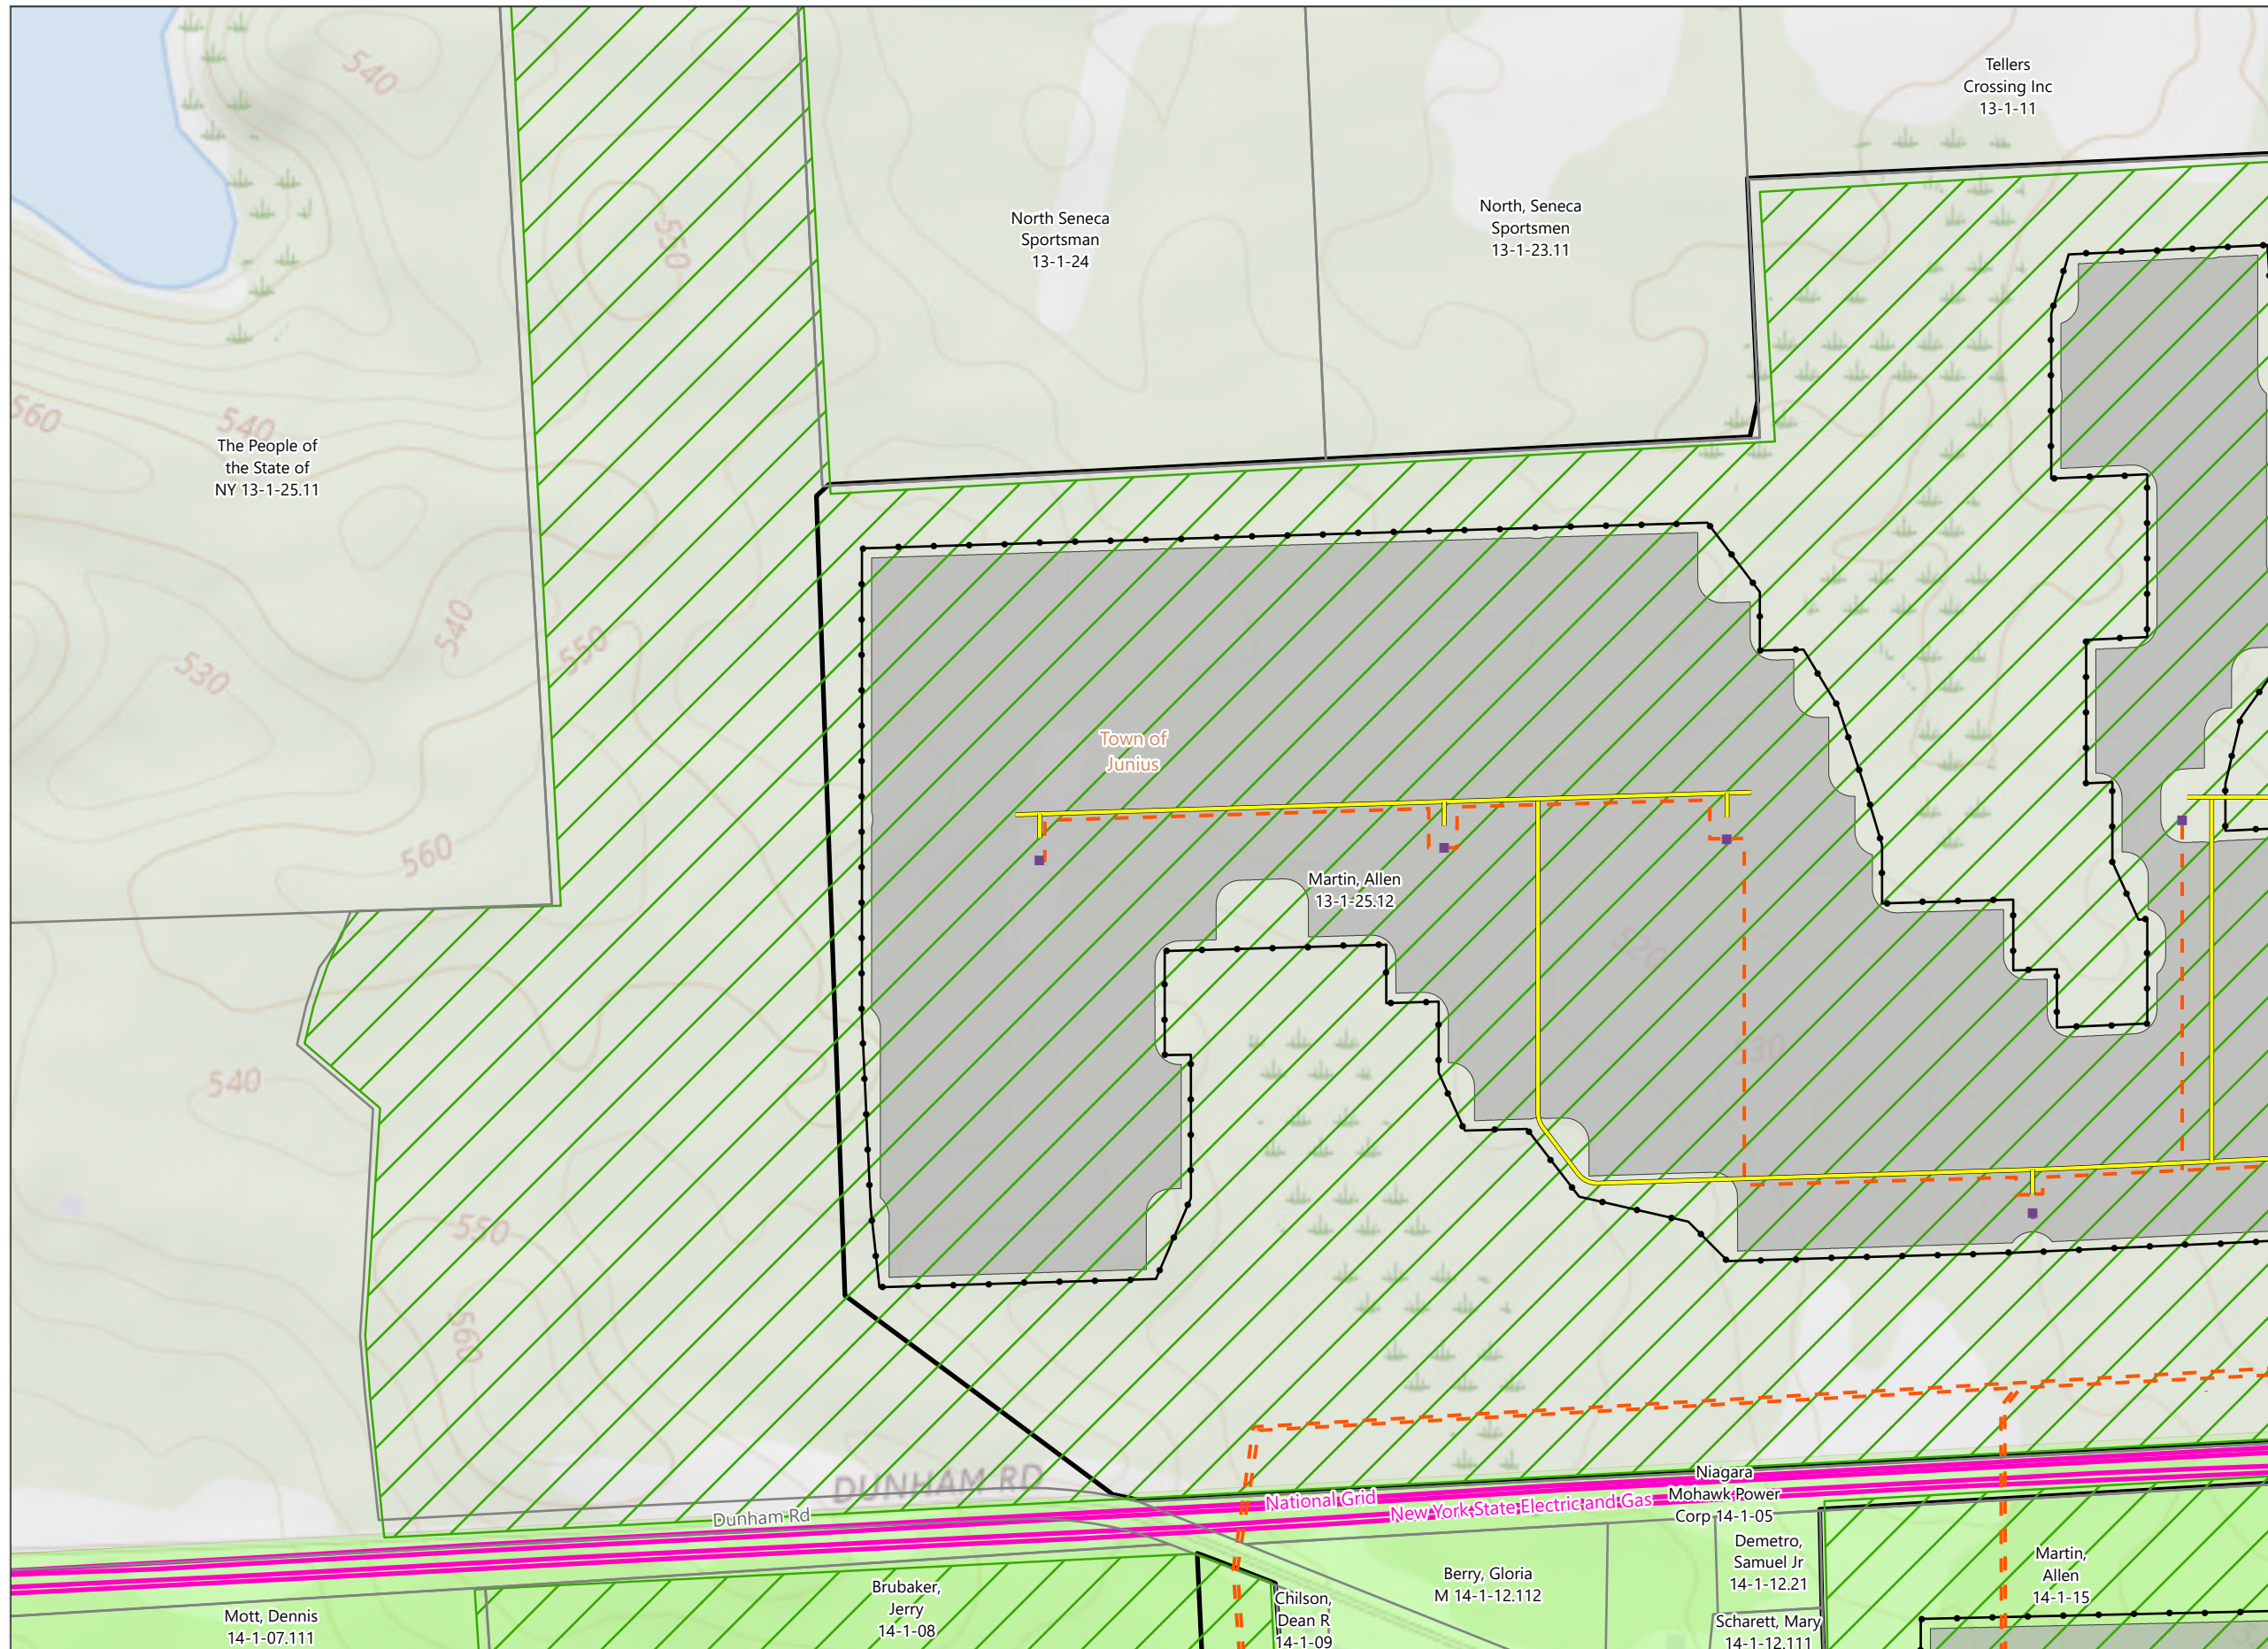 540
Tellers
Crossing Inc
13-1-11
North Seneca
Sportsman
13-1-24
North, Seneca
Sportsmen
13-1-23.11
550
560
540
The People of
the State of
NY 13-1-25.11
540
550
530
Town of
Junius
560
Martin, Allen
13-1-25.12
520
530
540
550
560
DUNHAM RD
Dunham Rd
National Grid
New York State Electric and Gas
Niagara
Mohawk Power
Corp 14-1-05
Demetro,
Samuel Jr
14-1-12.21
Martin,
Allen
14-1-15
Berry, Gloria
M 14-1-12.112
Brubaker,
Jerry
14-1-08
Chilson,
Dean R
14-1-09
Scharett, Mary
14-1-12.111
Mott, Dennis
14-1-07.111